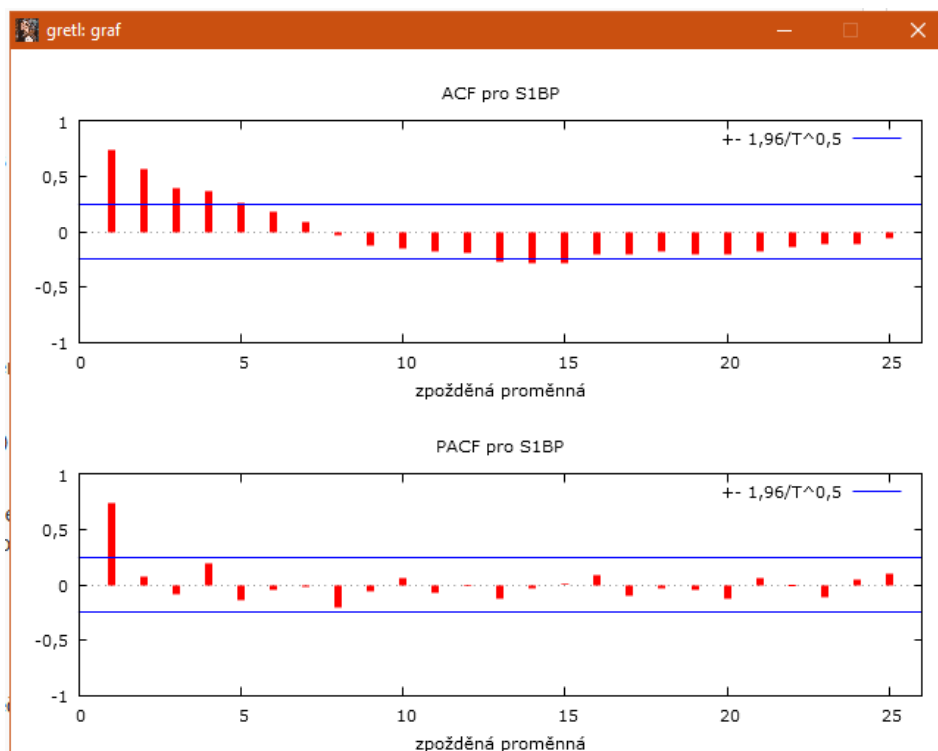 gretl: graf
ACF pro S1BP
+- 1,96/T^0,5
1
0,5
0
-0,5
-1
0 5 10 15 20 25
zpožděná proměnná
PACF pro S1BP
+- 1,96/T^0,5
1
0,5
0
-0,5
-1
0 5 10 15 20 25
zpožděná proměnná